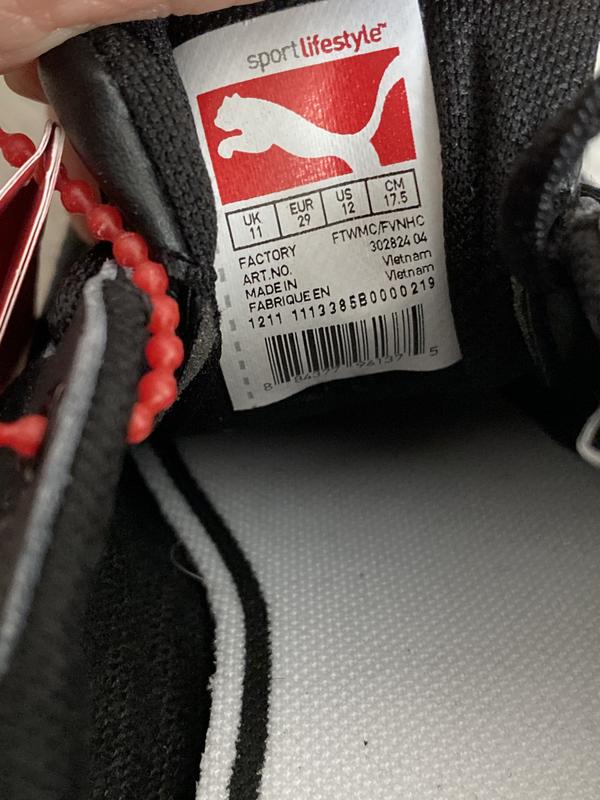 sportlifestyle™
UK EUR US CM
11 29 12 17.5
FACTORY FTWMC/FVNHC
ART.NO. 302824 04
MADE IN Vietnam
FABRIQUE EN Vietnam
1211 1113385B0000219
5